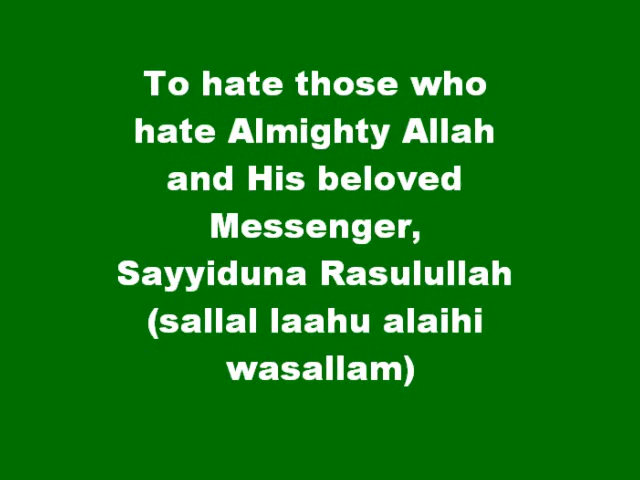 To hate those who
hate Almighty Allah
and His beloved
Messenger,
Sayyiduna Rasulullah
(sallal laahu alaihi
wasallam)